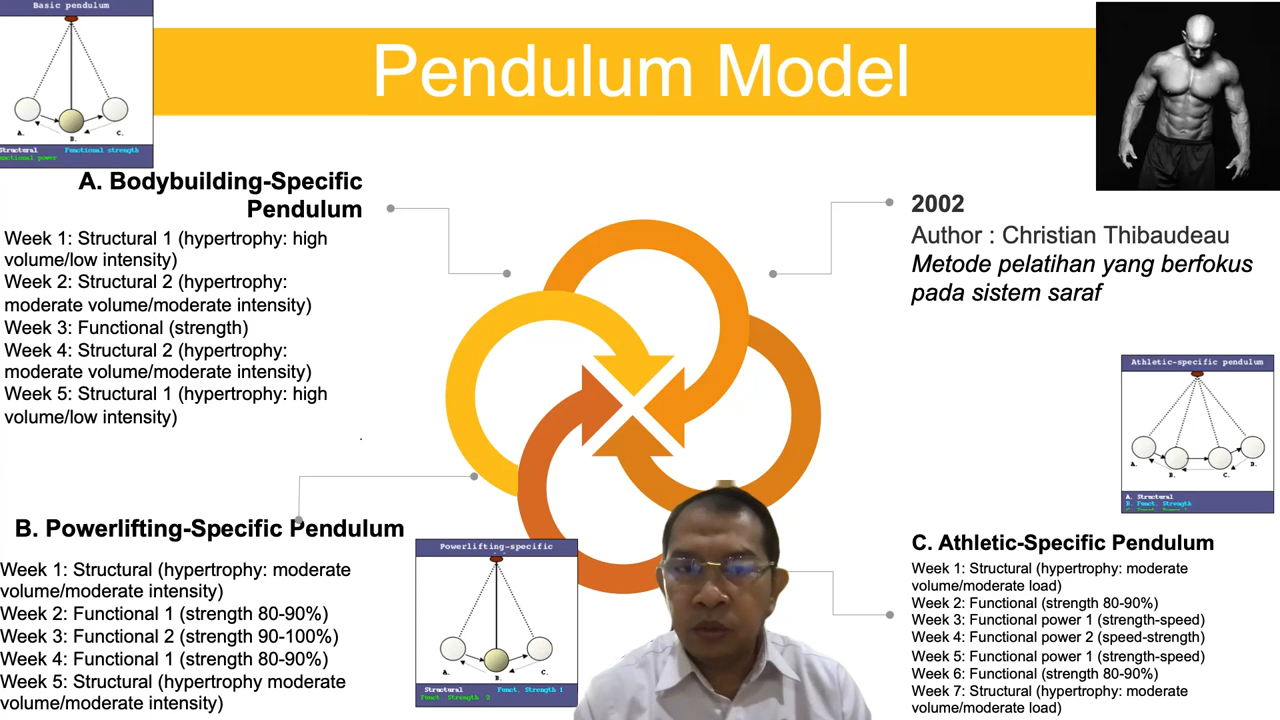 Basic pendulum
A.
B.
C.
Structural
Functional strength
Pendulum Model
A. Bodybuilding-Specific
Pendulum
Week 1: Structural 1 (hypertrophy: high
volume/low intensity)
Week 2: Structural 2 (hypertrophy:
moderate volume/moderate intensity)
Week 3: Functional (strength)
Week 4: Structural 2 (hypertrophy:
moderate volume/moderate intensity)
Week 5: Structural 1 (hypertrophy: high
volume/low intensity)
2002
Author : Christian Thibaudeau
Metode pelatihan yang berfokus
pada sistem saraf
Athletic-specific pendulum
A.
B.
C.
D.
A. Structural
B. Funct. Strength
B. Powerlifting-Specific Pendulum
Week 1: Structural (hypertrophy: moderate
volume/moderate intensity)
Week 2: Functional 1 (strength 80-90%)
Week 3: Functional 2 (strength 90-100%)
Week 4: Functional 1 (strength 80-90%)
Week 5: Structural (hypertrophy moderate
volume/moderate intensity)
Powerlifting-specific
A.
B.
C.
Structural
Funct. Strength 1
Funct. Strength 2
C. Athletic-Specific Pendulum
Week 1: Structural (hypertrophy: moderate
volume/moderate load)
Week 2: Functional (strength 80-90%)
Week 3: Functional power 1 (strength-speed)
Week 4: Functional power 2 (speed-strength)
Week 5: Functional power 1 (strength-speed)
Week 6: Functional (strength 80-90%)
Week 7: Structural (hypertrophy: moderate
volume/moderate load)